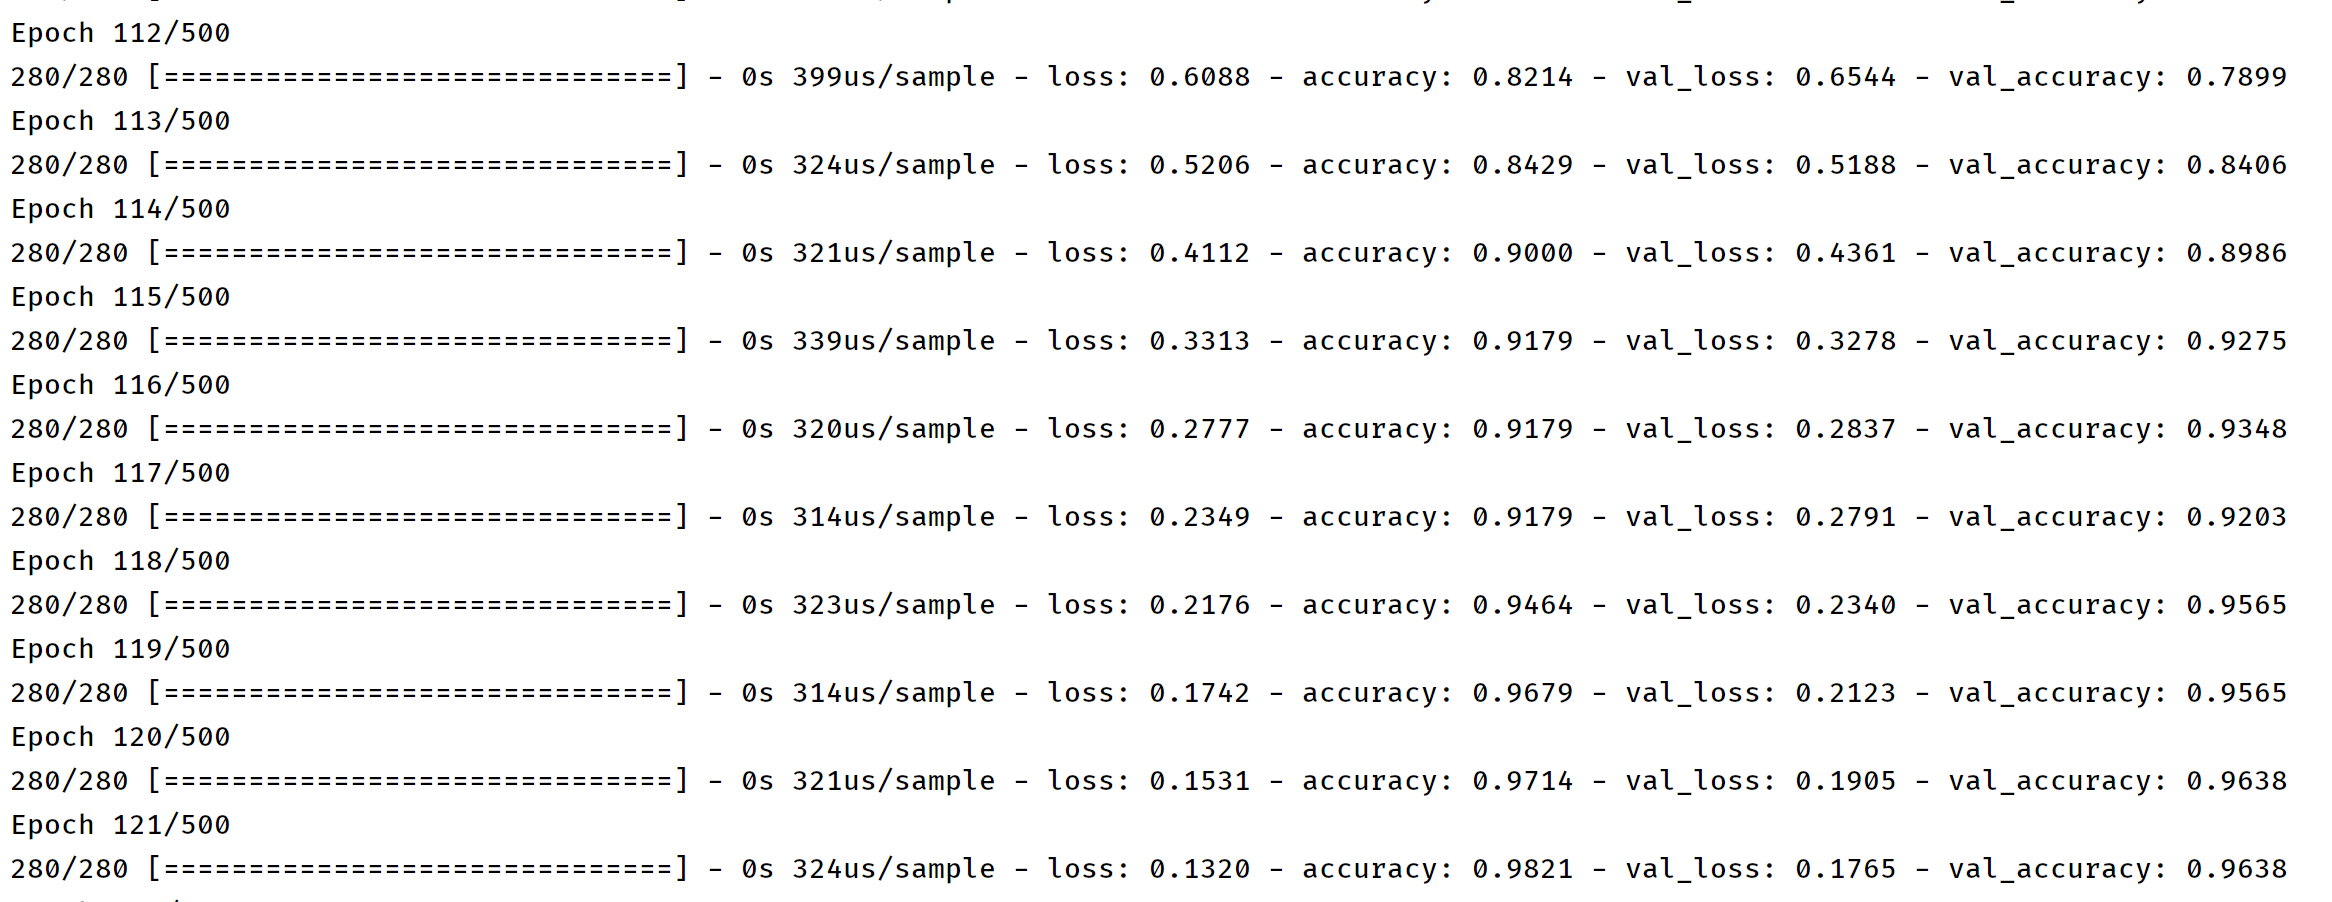 Epoch 112/500
280/280 [==============================] - 0s 399us/sample - loss: 0.6088 - accuracy: 0.8214 - val_loss: 0.6544 - val_accuracy: 0.7899
Epoch 113/500
280/280 [==============================] - 0s 324us/sample - loss: 0.5206 - accuracy: 0.8429 - val_loss: 0.5188 - val_accuracy: 0.8406
Epoch 114/500
280/280 [==============================] - 0s 321us/sample - loss: 0.4112 - accuracy: 0.9000 - val_loss: 0.4361 - val_accuracy: 0.8986
Epoch 115/500
280/280 [==============================] - 0s 339us/sample - loss: 0.3313 - accuracy: 0.9179 - val_loss: 0.3278 - val_accuracy: 0.9275
Epoch 116/500
280/280 [==============================] - 0s 320us/sample - loss: 0.2777 - accuracy: 0.9179 - val_loss: 0.2837 - val_accuracy: 0.9348
Epoch 117/500
280/280 [==============================] - 0s 314us/sample - loss: 0.2349 - accuracy: 0.9179 - val_loss: 0.2791 - val_accuracy: 0.9203
Epoch 118/500
280/280 [==============================] - 0s 323us/sample - loss: 0.2176 - accuracy: 0.9464 - val_loss: 0.2340 - val_accuracy: 0.9565
Epoch 119/500
280/280 [==============================] - 0s 314us/sample - loss: 0.1742 - accuracy: 0.9679 - val_loss: 0.2123 - val_accuracy: 0.9565
Epoch 120/500
280/280 [==============================] - 0s 321us/sample - loss: 0.1531 - accuracy: 0.9714 - val_loss: 0.1905 - val_accuracy: 0.9638
Epoch 121/500
280/280 [==============================] - 0s 324us/sample - loss: 0.1320 - accuracy: 0.9821 - val_loss: 0.1765 - val_accuracy: 0.9638